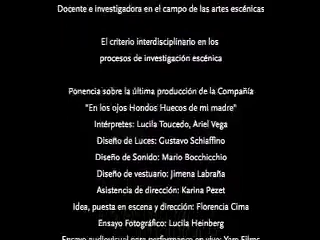 Docente e investigadora en el campo de las artes escénicas
El criterio interdisciplinario en los
procesos de investigación escénica
Ponencia sobre la última producción de la Compañía
"En los ojos Hondos Huecos de mi madre"
Intérpretes: Lucila Toucedo, Ariel Vega
Diseño de Luces: Gustavo Schiaffino
Diseño de Sonido: Mario Bocchicchio
Diseño de vestuario: Jimena Labraña
Asistencia de dirección: Karina Pezet
Idea, puesta en escena y dirección: Florencia Cima
Ensayo Fotográfico: Lucila Heinberg
Ensayo audiovisual para performance en vivo: Yaro Films